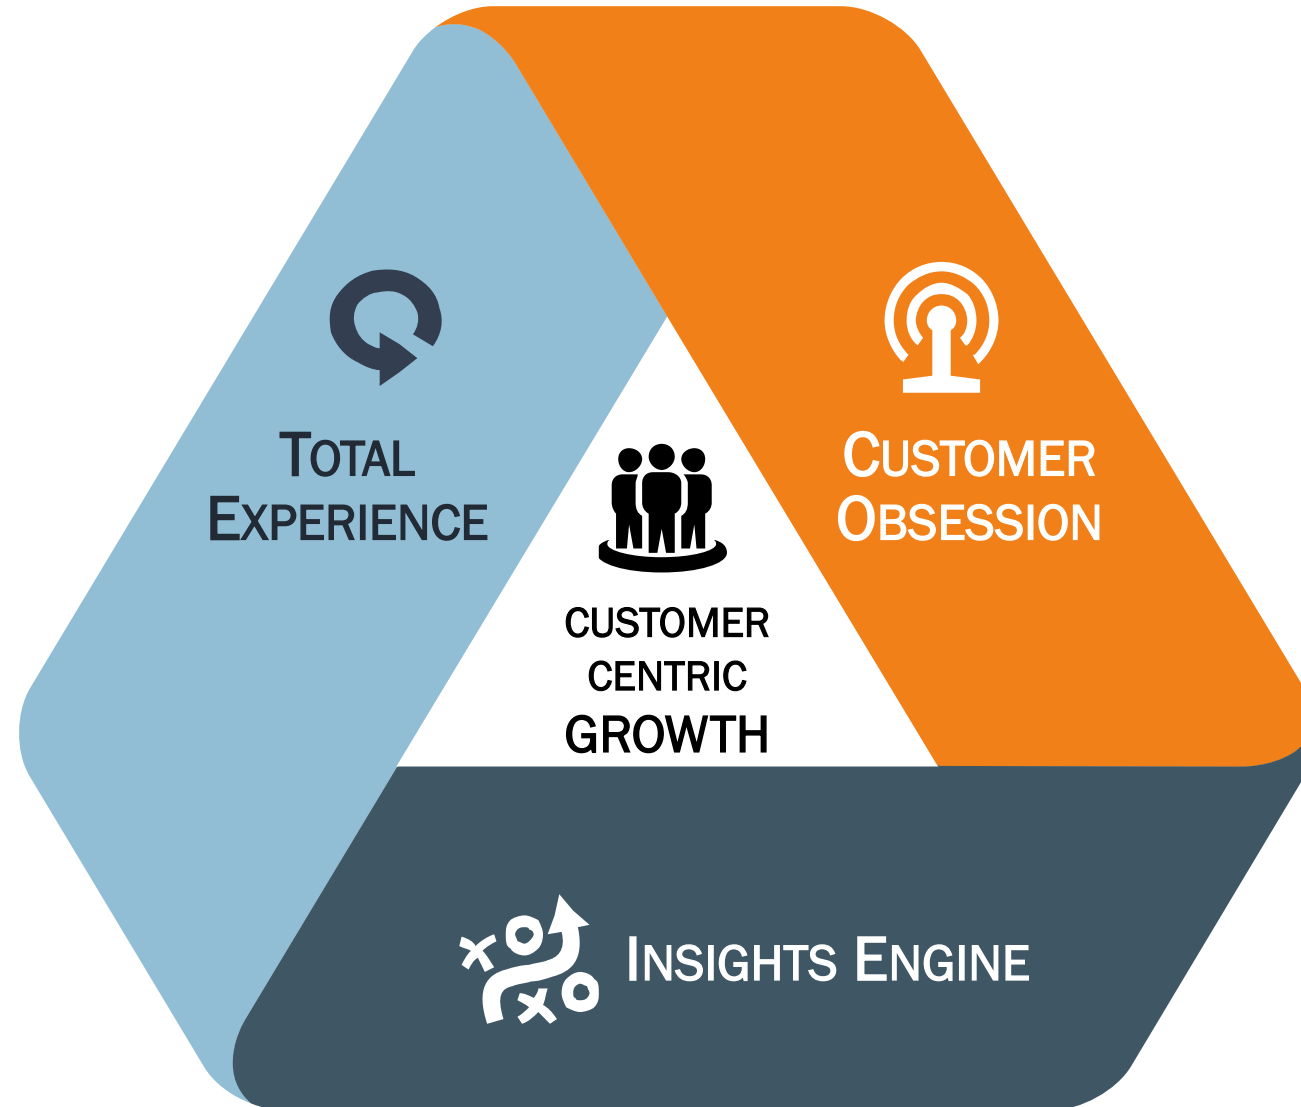 TOTAL
EXPERIENCE
CUSTOMER
OBSESSION
CUSTOMER
CENTRIC
GROWTH
INSIGHTS ENGINE